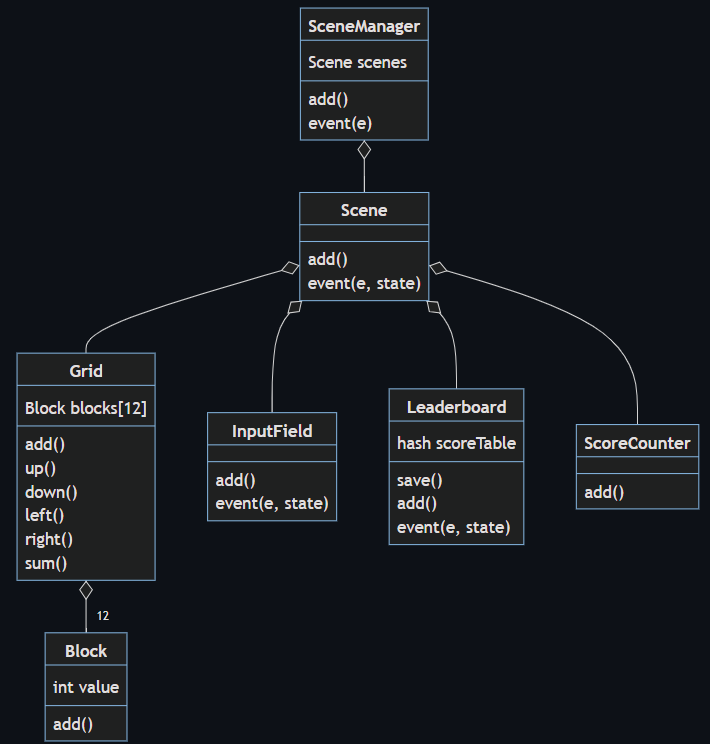 SceneManager
Scene scenes
add()
event(e)
Scene
add()
event(e, state)
Grid
Block blocks[12]
add()
up()
down()
left()
right()
sum()
InputField
add()
event(e, state)
Leaderboard
hash scoreTable
save()
add()
event(e, state)
ScoreCounter
add()
12
Block
int value
add()